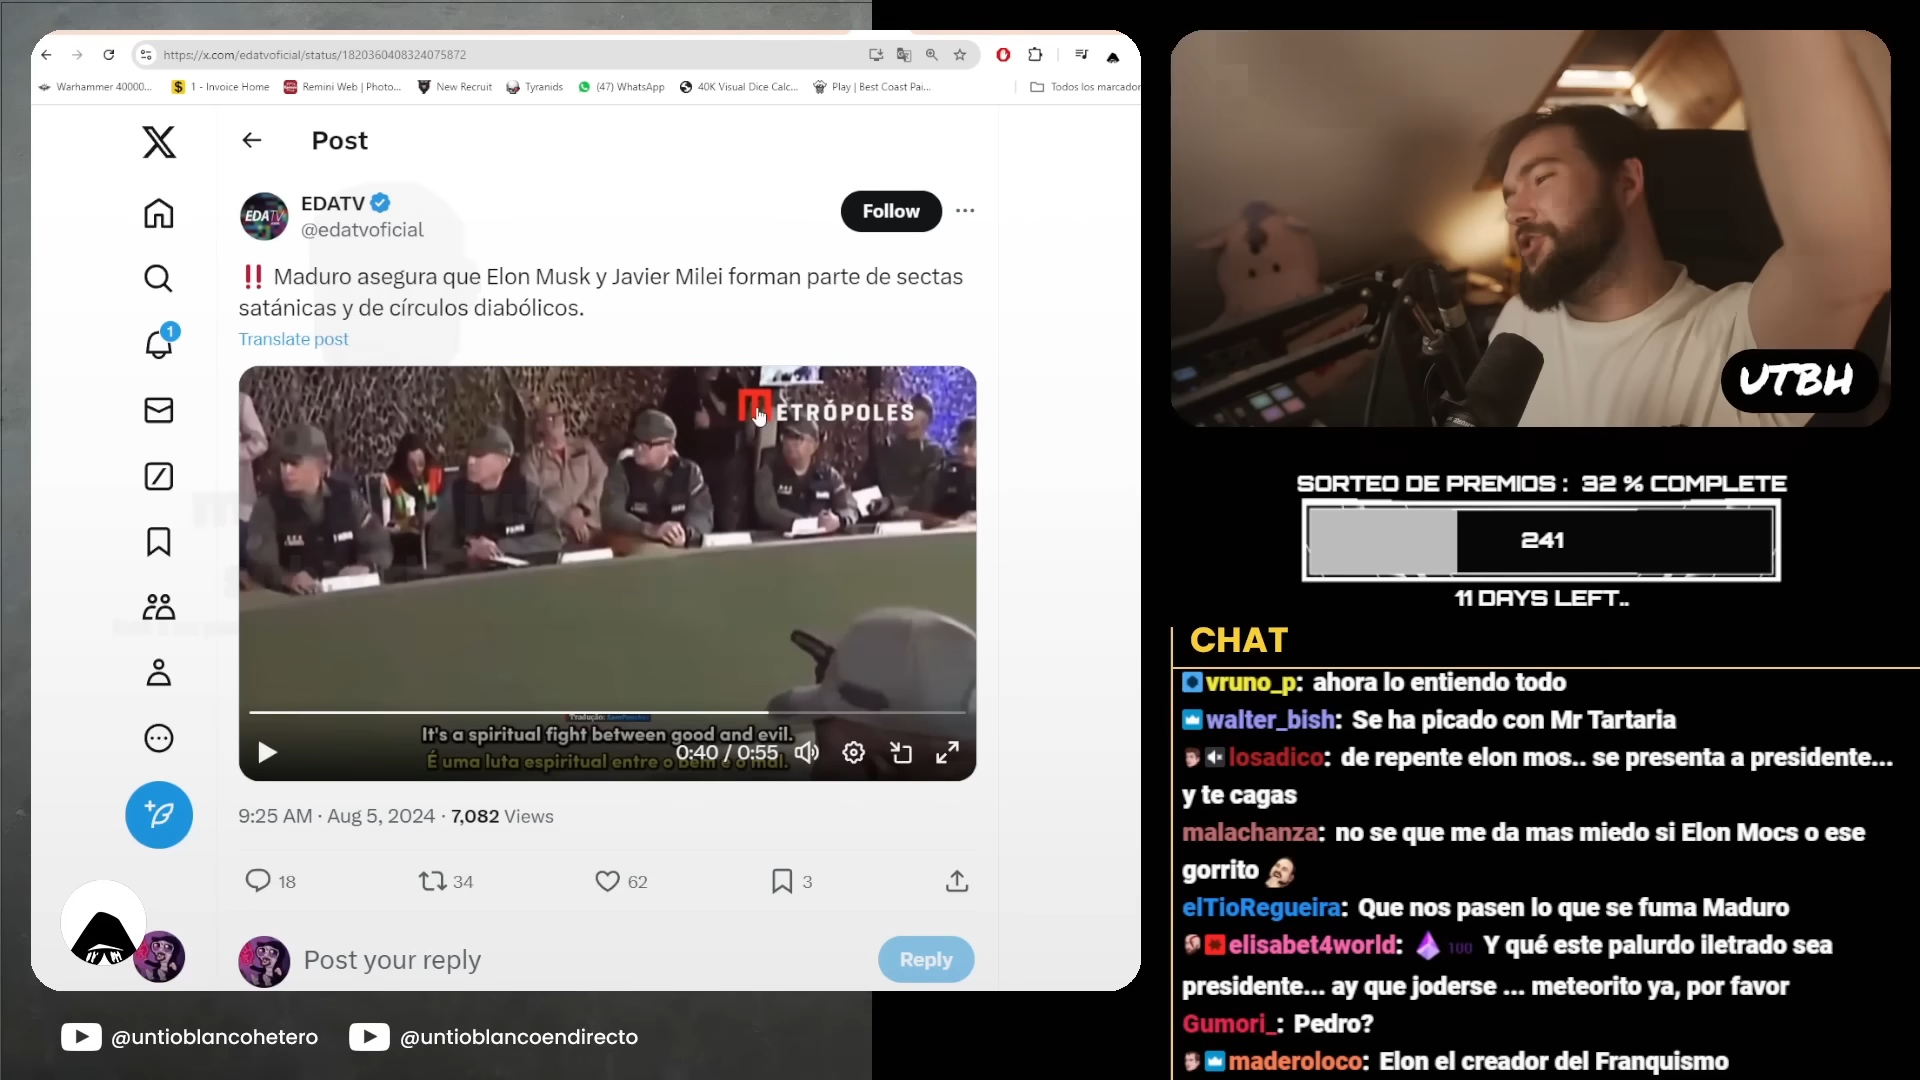 https://x.com/edatvoficial/status/1820360408324075872
Warhammer 40000...
1 - Invoice Home
Remini Web | Photo...
New Recruit
Tyranids
(47) WhatsApp
40K Visual Dice Calc...
Play | Best Coast Pai...
Todos los marcador
Post
EDATV
@edatvoficial
Follow
‼ Maduro asegura que Elon Musk y Javier Milei forman parte de sectas
satánicas y de círculos diabólicos.
Translate post
METRÓPOLES
It's a spiritual fight between good and evil.
É uma luta espiritual entre o bem e o mal.
0:40 / 0:55
9:25 AM · Aug 5, 2024 · 7,082 Views
18
34
62
3
Post your reply
Reply
@untioblancohetero
@untioblancoendirecto
UTBH
SORTEO DE PREMIOS : 32 % COMPLETE
241
11 DAYS LEFT..
CHAT
vruno_p: ahora lo entiendo todo
walter_bish: Se ha picado con Mr Tartaria
losadico: de repente elon mos.. se presenta a presidente...
y te cagas
malachanza: no se que me da mas miedo si Elon Mocs o ese
gorrito
elTioRegueira: Que nos pasen lo que se fuma Maduro
elisabet4world: 100 Y qué este palurdo iletrado sea
presidente... ay que joderse ... meteorito ya, por favor
Gumori_: Pedro?
maderoloco: Elon el creador del Franquismo